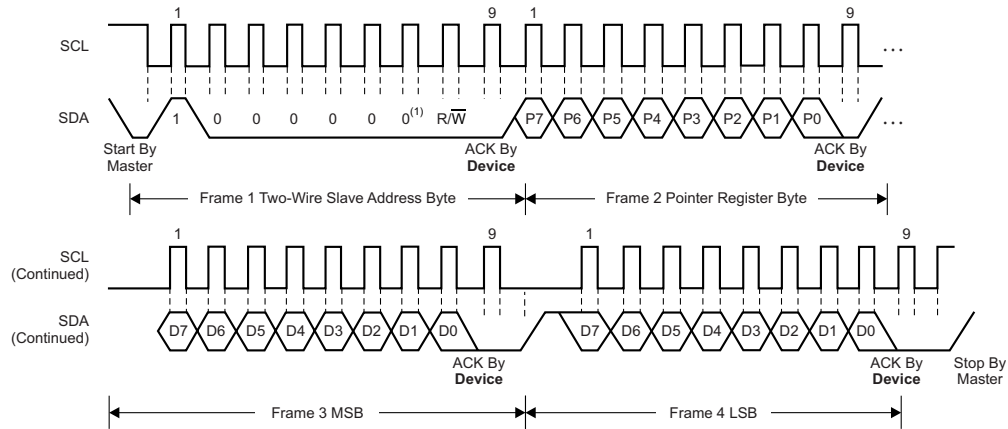 1 9 1 9
SCL ...
SDA 1 0 0 0 0 0 0(1) R/W̅ P7 P6 P5 P4 P3 P2 P1 P0 ...
Start By Master
ACK By Device
ACK By Device
Frame 1 Two-Wire Slave Address Byte
Frame 2 Pointer Register Byte
1 9 1 9
SCL (Continued)
SDA (Continued) D7 D6 D5 D4 D3 D2 D1 D0 D7 D6 D5 D4 D3 D2 D1 D0
ACK By Device
ACK By Device
Stop By Master
Frame 3 MSB
Frame 4 LSB